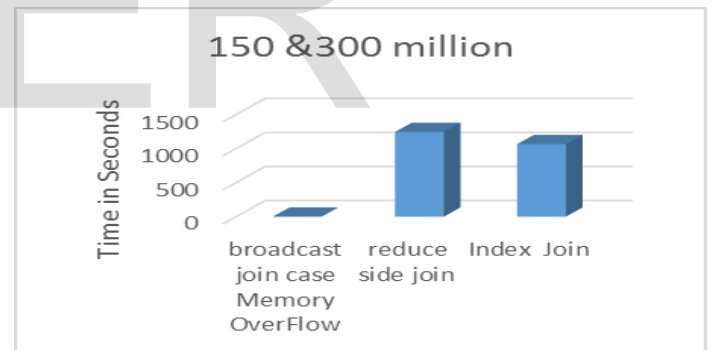 150 &300 million
Time in Seconds
1500
1000
500
0
broadcast
join case
Memory
OverFlow
reduce
side join
Index Join